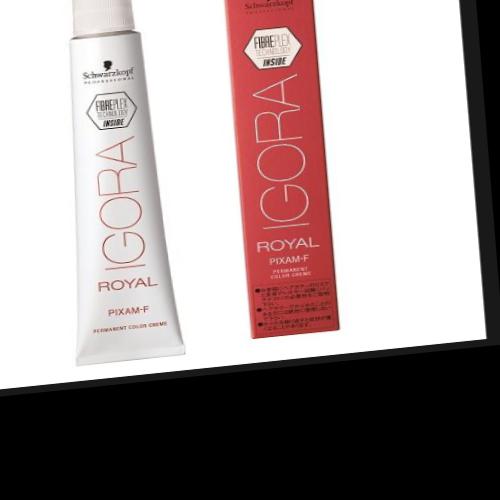 Schwarzkopf
PROFESSIONAL
FIBREPLEX
TECHNOLOGY
INSIDE
IGORA
ROYAL
PIXAM-F
PERMANENT COLOR CREME
Schwarzkopf
PROFESSIONAL
FIBREPLEX
TECHNOLOGY
INSIDE
IGORA
ROYAL
PIXAM-F
PERMANENT
COLOR CREME